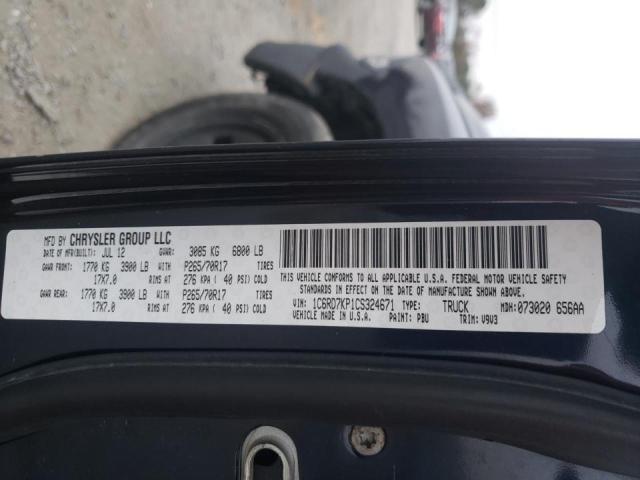 MFD BY CHRYSLER GROUP LLC
DATE OF MFR(BUILT): JUL 12 GVWR: 3085 KG 6800 LB
GAWR FRONT: 1770 KG 3900 LB P265/70R17 TIRES
17X7.0 RIMS AT 276 KPA ( 40 PSI) COLD
GAWR REAR: 1770 KG 3900 LB P265/70R17 TIRES
17X7.0 RIMS AT 276 KPA ( 40 PSI) COLD
THIS VEHICLE CONFORMS TO ALL APPLICABLE U.S.A. FEDERAL MOTOR VEHICLE SAFETY
STANDARDS IN EFFECT ON THE DATE OF MANUFACTURE SHOWN ABOVE.
VIN: 1C6RD7KP1CS324671 TYPE: TRUCK MDH: 073020 656AA
VEHICLE MADE IN U.S.A. PAINT: PBU TRIM: V9V3